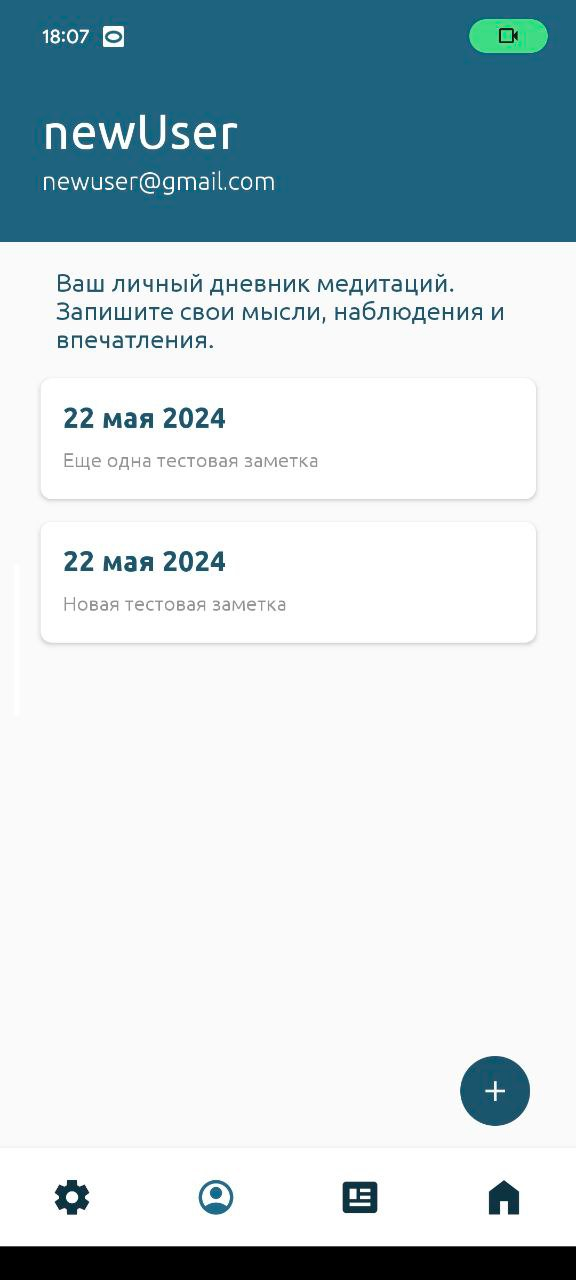 18:07
newUser
newuser@gmail.com
Ваш личный дневник медитаций.
Запишите свои мысли, наблюдения и
впечатления.
22 мая 2024
Еще одна тестовая заметка
22 мая 2024
Новая тестовая заметка